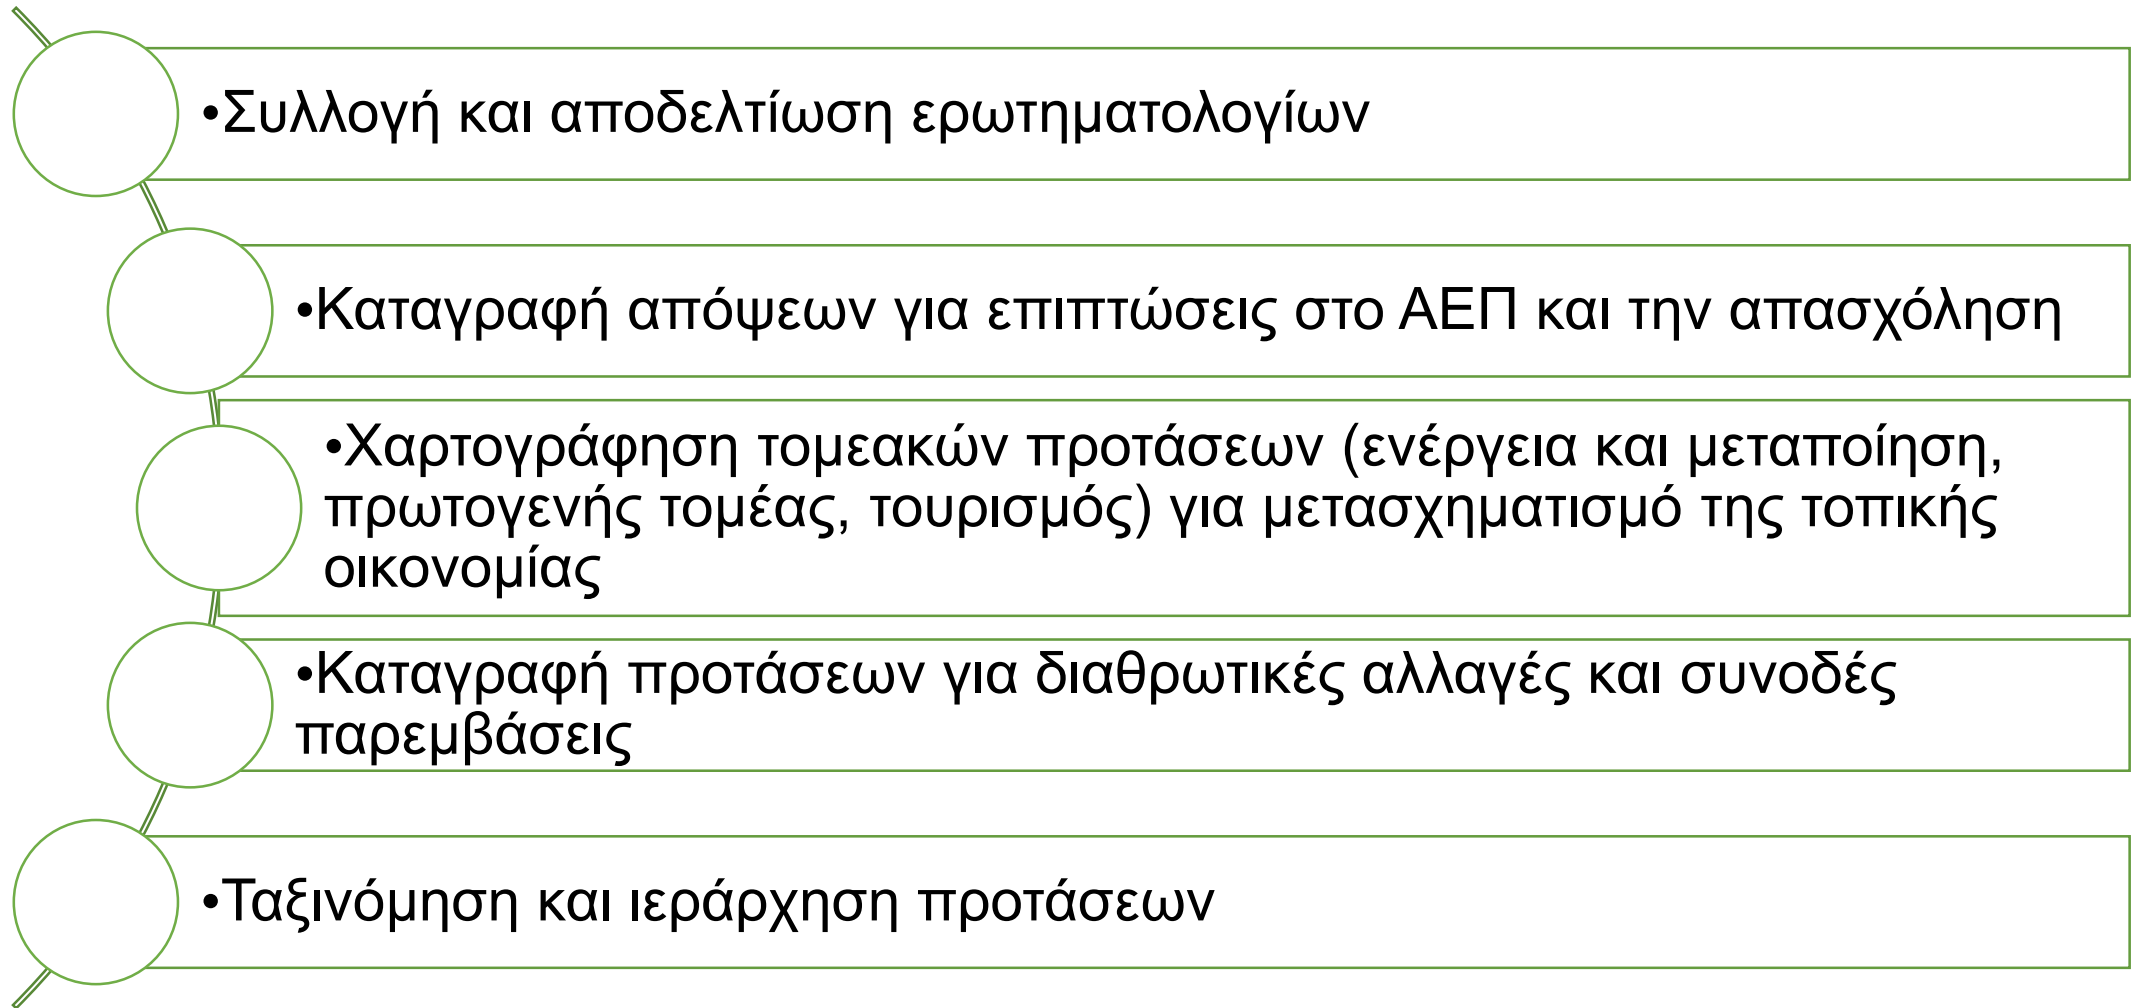 •Συλλογή και αποδελτίωση ερωτηματολογίων
•Καταγραφή απόψεων για επιπτώσεις στο ΑΕΠ και την απασχόληση
•Χαρτογράφηση τομεακών προτάσεων (ενέργεια και μεταποίηση,
πρωτογενής τομέας, τουρισμός) για μετασχηματισμό της τοπικής
οικονομίας
•Καταγραφή προτάσεων για διαθρωτικές αλλαγές και συνοδές
παρεμβάσεις
•Ταξινόμηση και ιεράρχηση προτάσεων